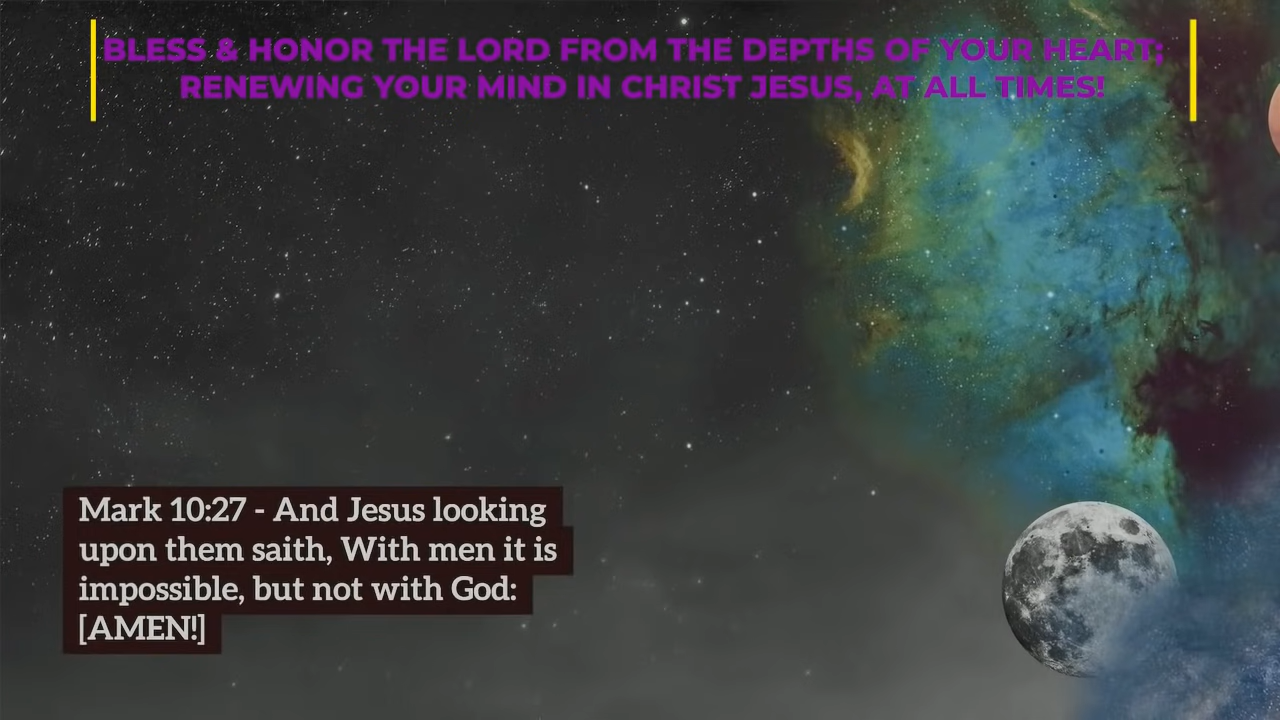 BLESS & HONOR THE LORD FROM THE DEPTHS OF YOUR HEART;
RENEWING YOUR MIND IN CHRIST JESUS, AT ALL TIMES!
Mark 10:27 - And Jesus looking
upon them saith, With men it is
impossible, but not with God:
[AMEN!]